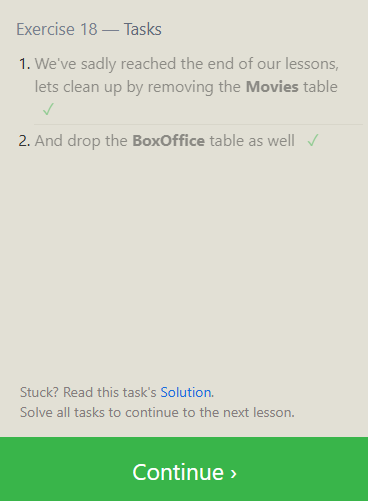 Exercise 18 — Tasks
1. We've sadly reached the end of our lessons,
lets clean up by removing the Movies table
✓
2. And drop the BoxOffice table as well ✓
Stuck? Read this task's Solution.
Solve all tasks to continue to the next lesson.
Continue ›